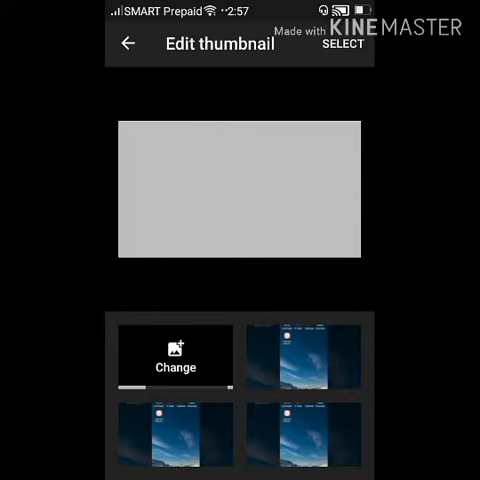 SMART Prepaid 2:57
Made with KINEMASTER
Edit thumbnail SELECT
Change